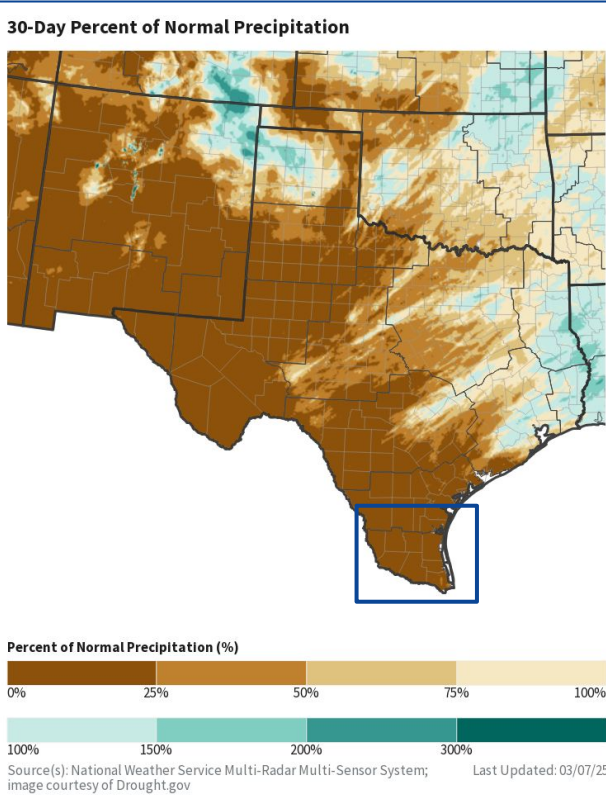 30-Day Percent of Normal Precipitation
Percent of Normal Precipitation (%)
0% 25% 50% 75% 100%
100% 150% 200% 300%
Source(s): National Weather Service Multi-Radar Multi-Sensor System; Last Updated: 03/07/25
image courtesy of Drought.gov